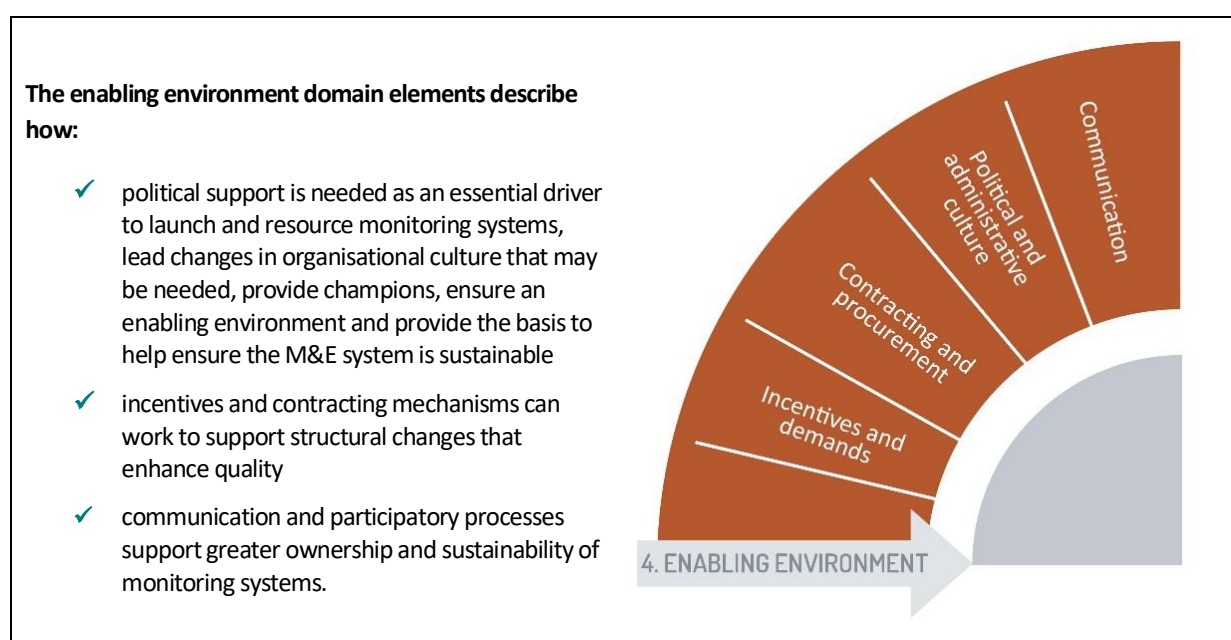 The enabling environment domain elements describe
how:
✓ political support is needed as an essential driver
to launch and resource monitoring systems,
lead changes in organisational culture that may
be needed, provide champions, ensure an
enabling environment and provide the basis to
help ensure the M&E system is sustainable
✓ incentives and contracting mechanisms can
work to support structural changes that
enhance quality
✓ communication and participatory processes
support greater ownership and sustainability of
monitoring systems.
Communication
Political and
administrative
culture
Contracting and
procurement
Incentives and
demands
4. ENABLING ENVIRONMENT